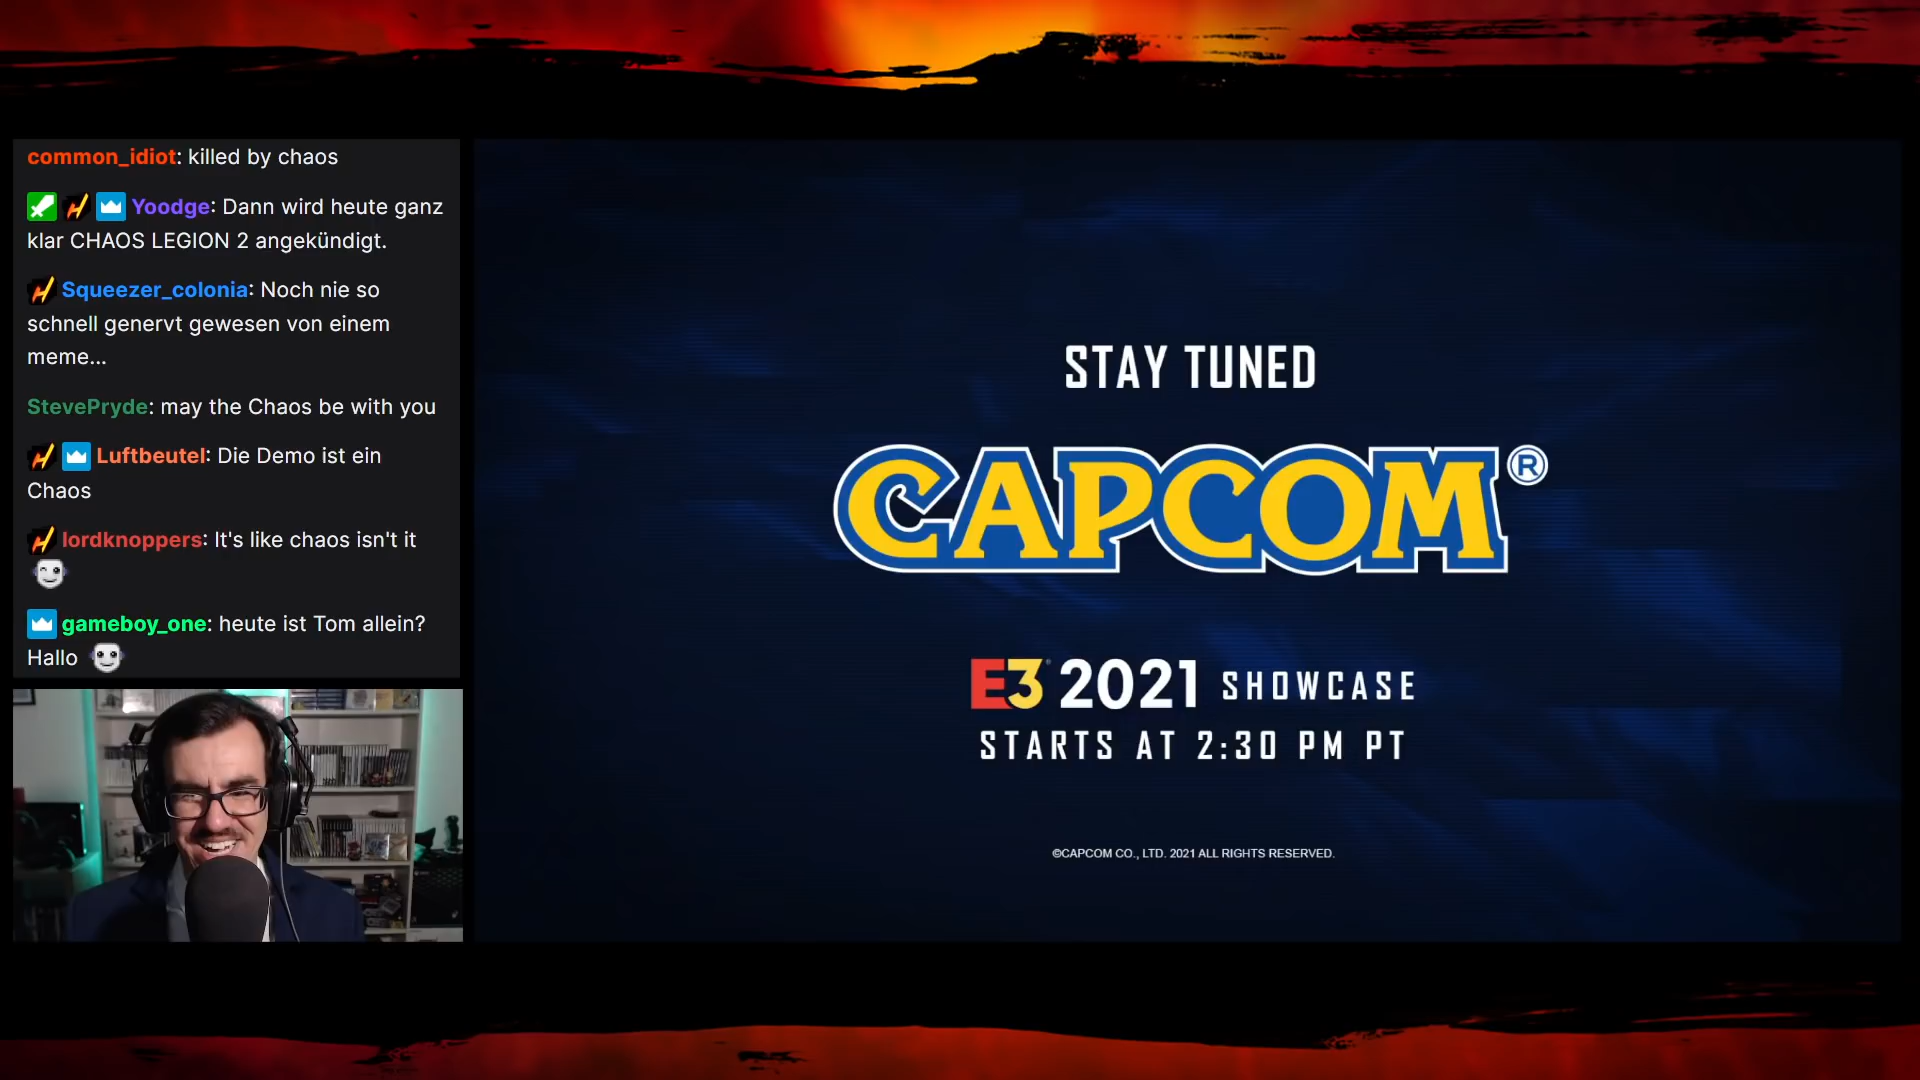 common_idiot: killed by chaos
Yoodge: Dann wird heute ganz
klar CHAOS LEGION 2 angekündigt.
Squeezer_colonia: Noch nie so
schnell genervt gewesen von einem
meme...
StevePryde: may the Chaos be with you
Luftbeutel: Die Demo ist ein
Chaos
lordknoppers: It's like chaos isn't it
gameboy_one: heute ist Tom allein?
Hallo
STAY TUNED
CAPCOM®
E3 2021 SHOWCASE
STARTS AT 2:30 PM PT
©CAPCOM CO., LTD. 2021 ALL RIGHTS RESERVED.